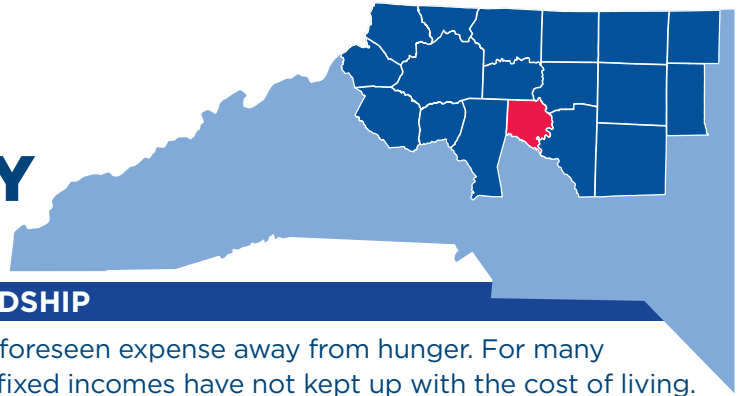 Y
DSHIP
foreseen expense away from hunger. For many
fixed incomes have not kept up with the cost of living.